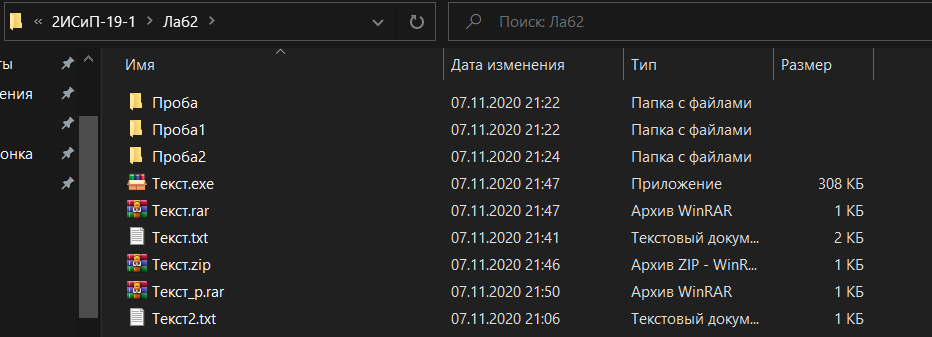 « 2ИСиП-19-1 > Лаб2 > Поиск: Лаб2
Имя Дата изменения Тип Размер
ты
Проба 07.11.2020 21:22 Папка с файлами
ения
Проба1 07.11.2020 21:22 Папка с файлами
Проба2 07.11.2020 21:24 Папка с файлами
онка
Текст.exe 07.11.2020 21:47 Приложение 308 КБ
Текст.rar 07.11.2020 21:47 Архив WinRAR 1 КБ
Текст.txt 07.11.2020 21:41 Текстовый докум... 2 КБ
Текст.zip 07.11.2020 21:46 Архив ZIP - WinR... 1 КБ
Текст_p.rar 07.11.2020 21:50 Архив WinRAR 1 КБ
Текст2.txt 07.11.2020 21:06 Текстовый докум... 1 КБ